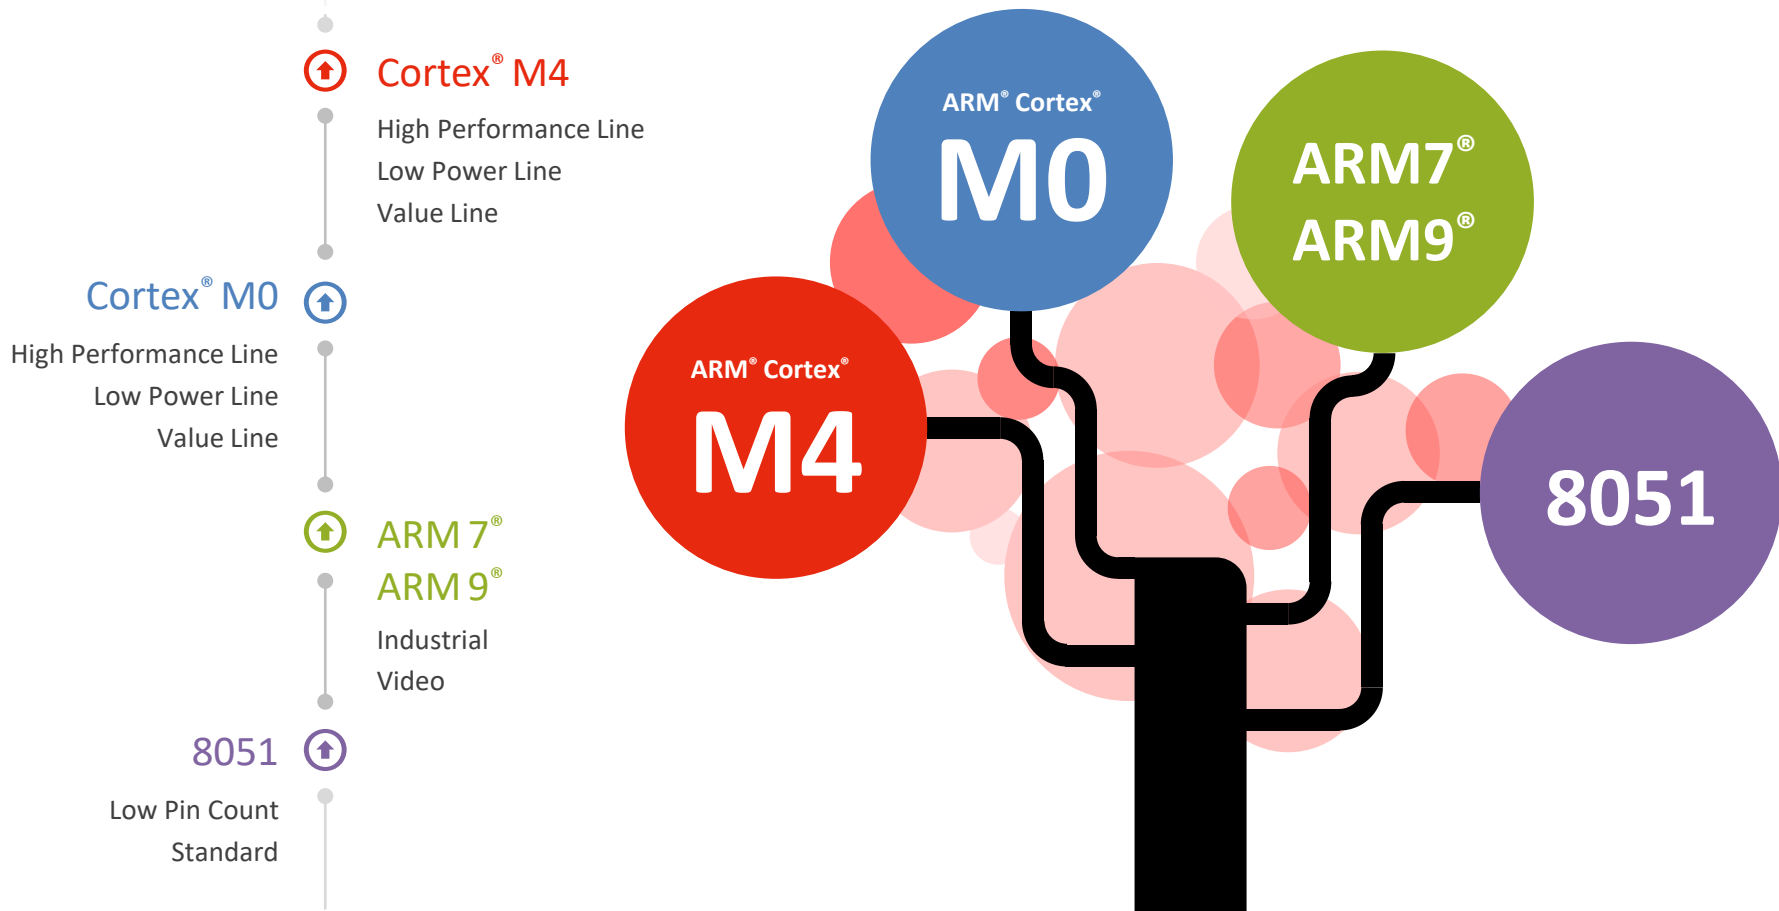 Cortex® M4
High Performance Line
Low Power Line
Value Line
Cortex® M0
High Performance Line
Low Power Line
Value Line
ARM 7®
ARM 9®
Industrial
Video
8051
Low Pin Count
Standard
ARM® Cortex®
M0
ARM7®
ARM9®
ARM® Cortex®
M4
8051